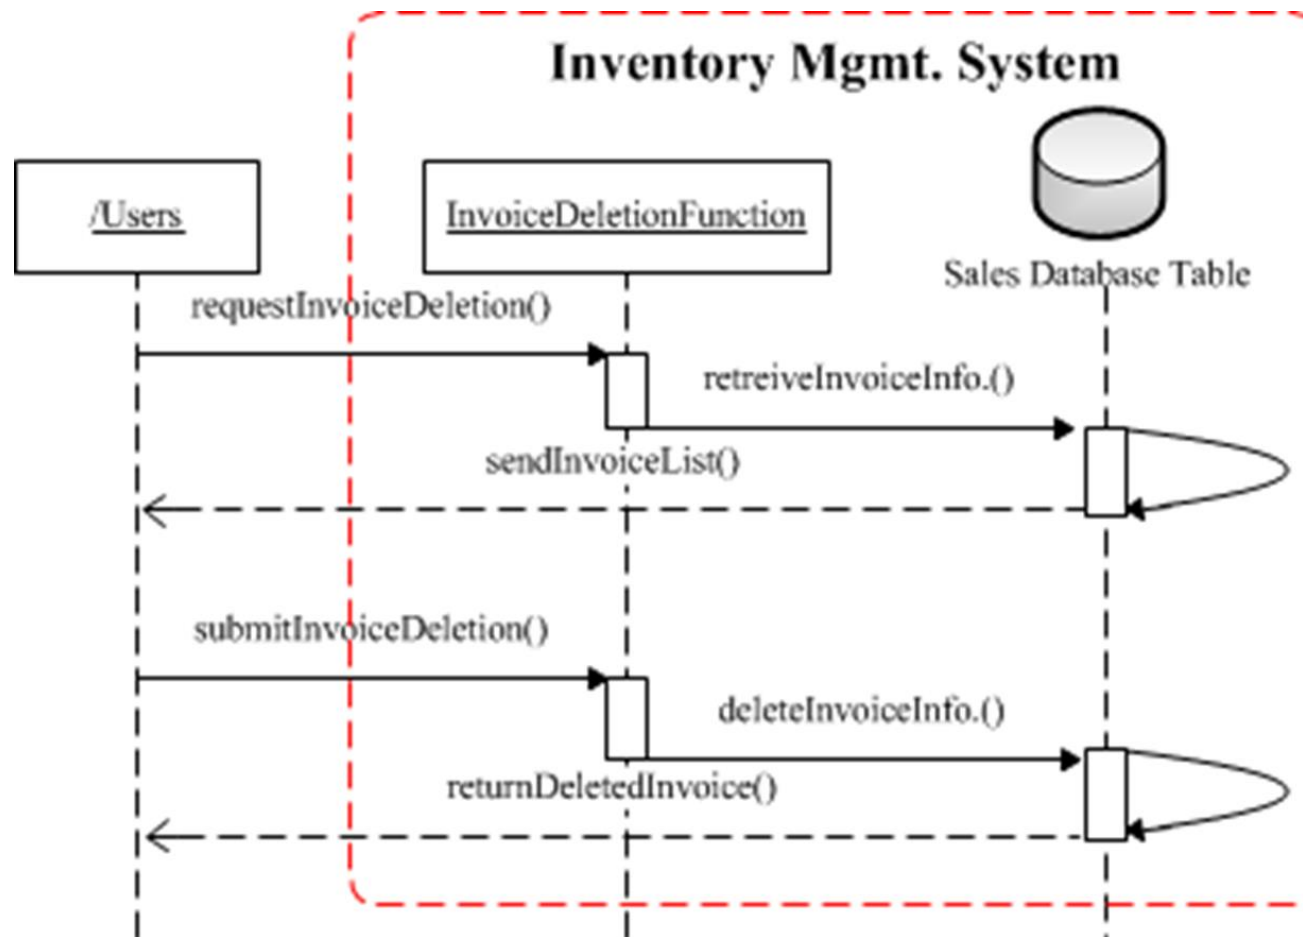 Inventory Mgmt. System
/Users
InvoiceDeletionFunction
Sales Database Table
requestInvoiceDeletion()
retreiveInvoiceInfo.()
sendInvoiceList()
submitInvoiceDeletion()
deleteInvoiceInfo.()
returnDeletedInvoice()